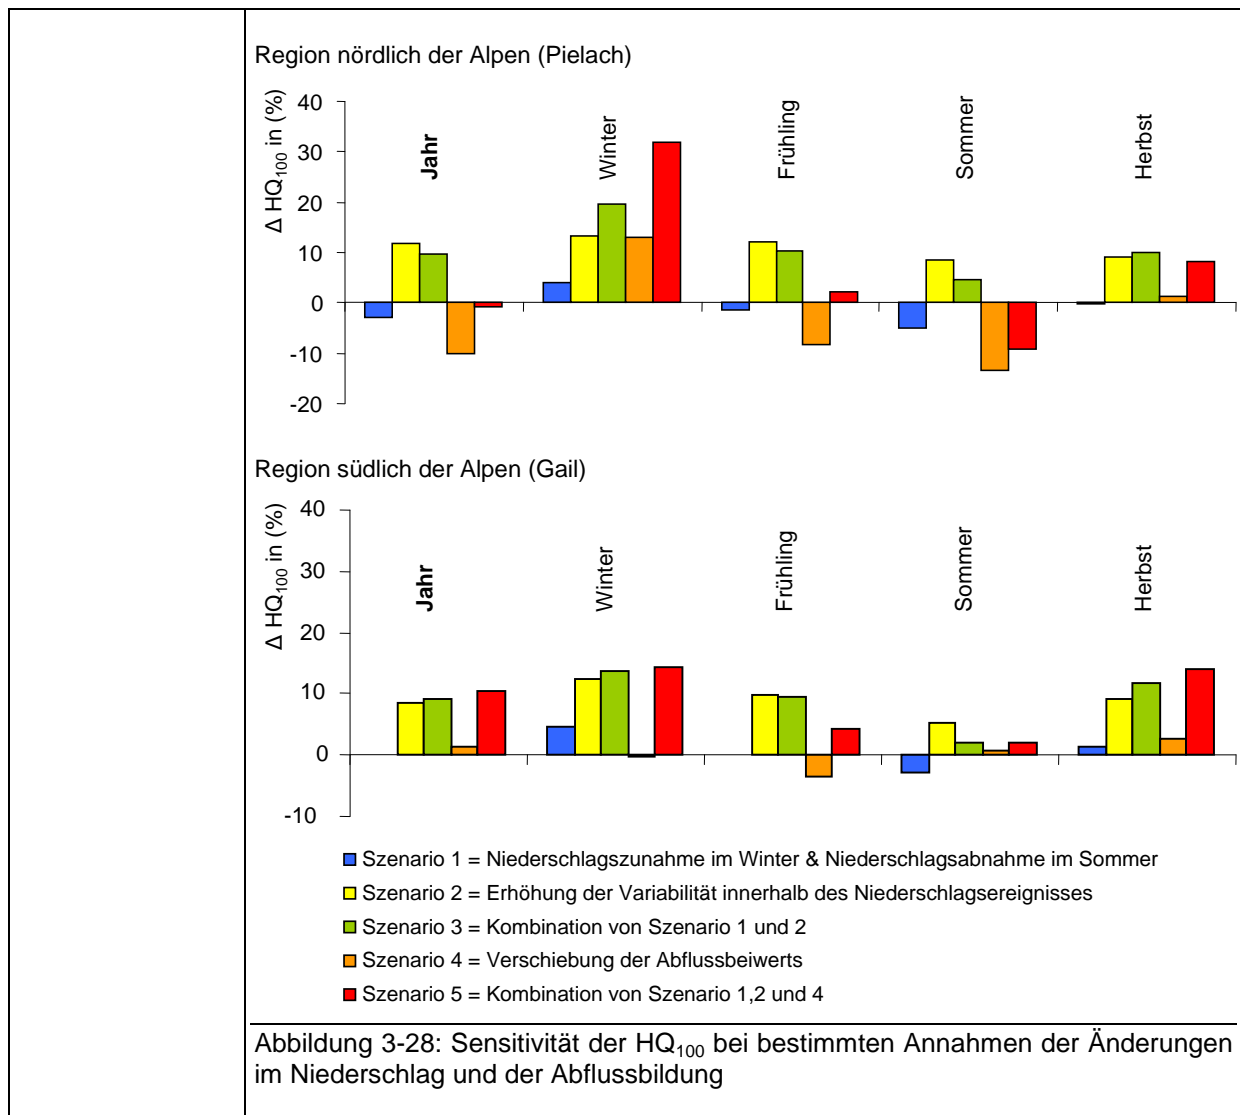 Region nördlich der Alpen (Pielach)
Δ HQ100 in (%)
40
30
20
10
0
-10
-20
Jahr
Winter
Frühling
Sommer
Herbst
Region südlich der Alpen (Gail)
Δ HQ100 in (%)
40
30
20
10
0
-10
Jahr
Winter
Frühling
Sommer
Herbst
Szenario 1 = Niederschlagszunahme im Winter & Niederschlagsabnahme im Sommer
Szenario 2 = Erhöhung der Variabilität innerhalb des Niederschlagsereignisses
Szenario 3 = Kombination von Szenario 1 und 2
Szenario 4 = Verschiebung der Abflussbeiwerts
Szenario 5 = Kombination von Szenario 1,2 und 4
Abbildung 3-28: Sensitivität der HQ100 bei bestimmten Annahmen der Änderungen
im Niederschlag und der Abflussbildung